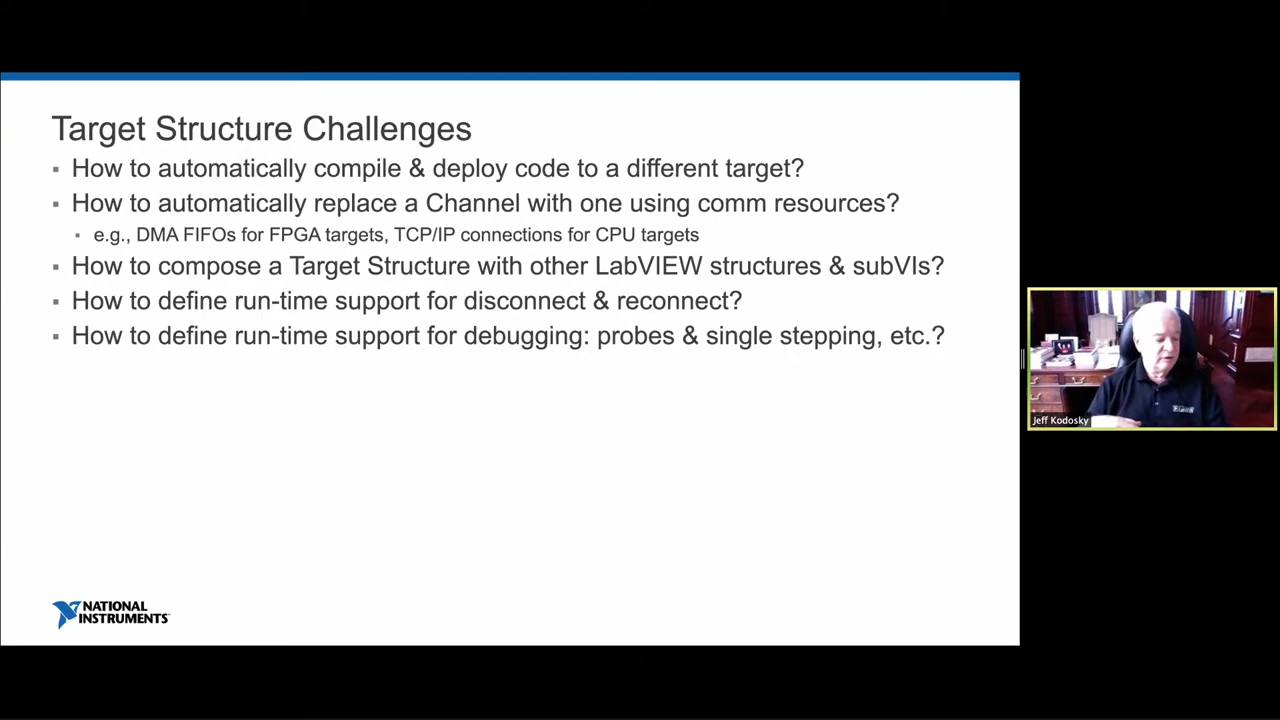 Target Structure Challenges
▪ How to automatically compile & deploy code to a different target?
▪ How to automatically replace a Channel with one using comm resources?
▪ e.g., DMA FIFOs for FPGA targets, TCP/IP connections for CPU targets
▪ How to compose a Target Structure with other LabVIEW structures & subVIs?
▪ How to define run-time support for disconnect & reconnect?
▪ How to define run-time support for debugging: probes & single stepping, etc.?
Jeff Kodosky
NATIONAL
INSTRUMENTS